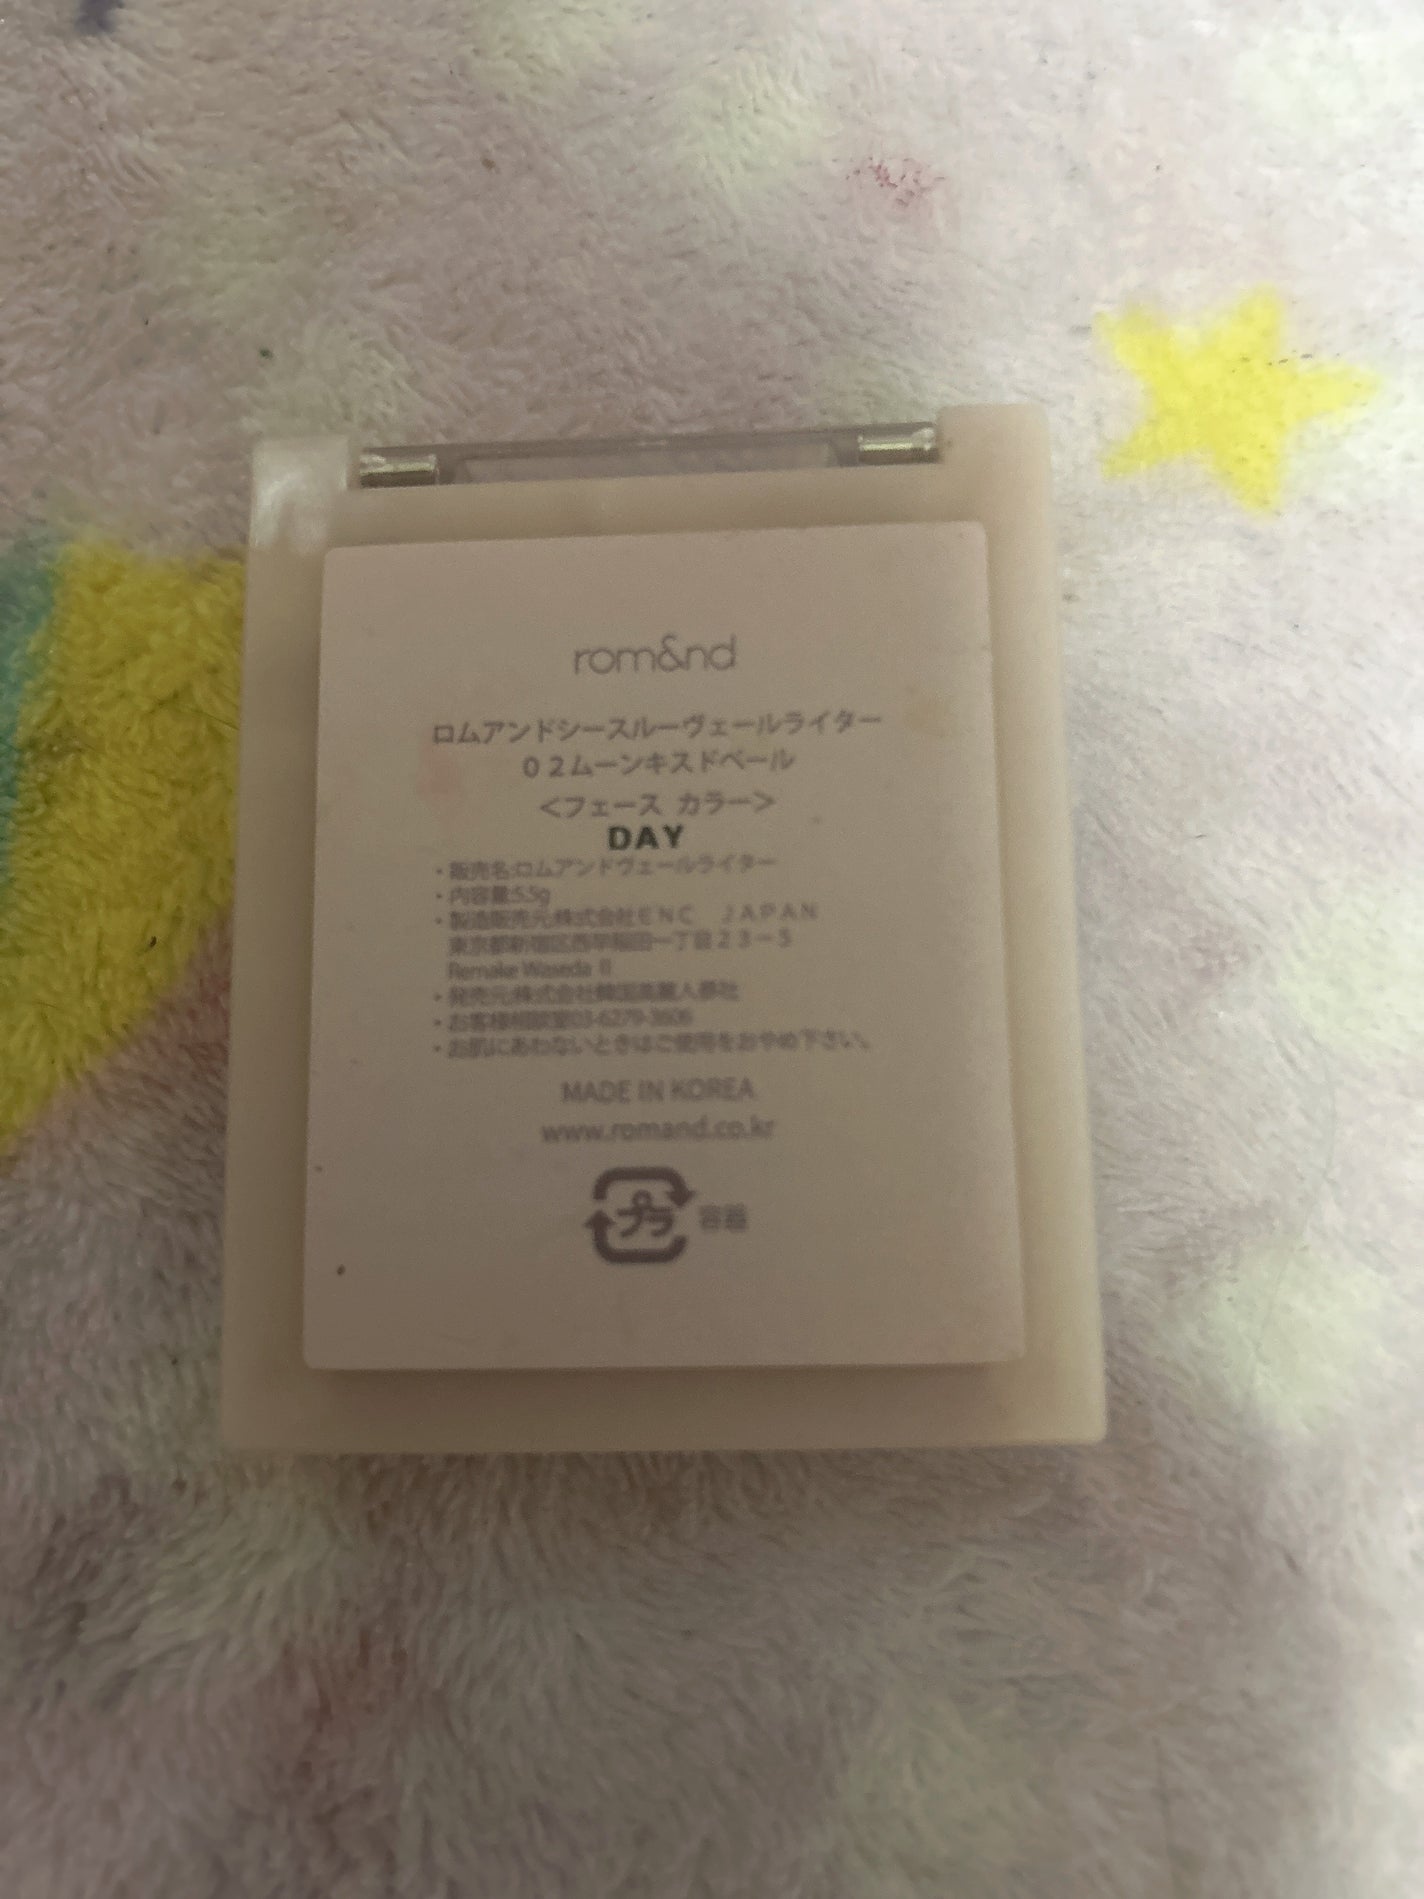 rom&nd
ロムアンドシースルーヴェールライター
０２ムーンキスドベール
<フェース カラー>
DAY
・販売名:ロムアンドヴェールライター
・内容量:5.5g
・製造販売元:株式会社ＥＮＣ　ＪＡＰＡＮ
東京都新宿区西早稲田一丁目２３－５
Remake Waseda Ⅱ
・発売元:株式会社韓国高麗人蔘社
・お客様相談室03-6279-3606
・お肌にあわないときはご使用をおやめ下さい。
MADE IN KOREA
www.romand.co.kr
プラ 容器